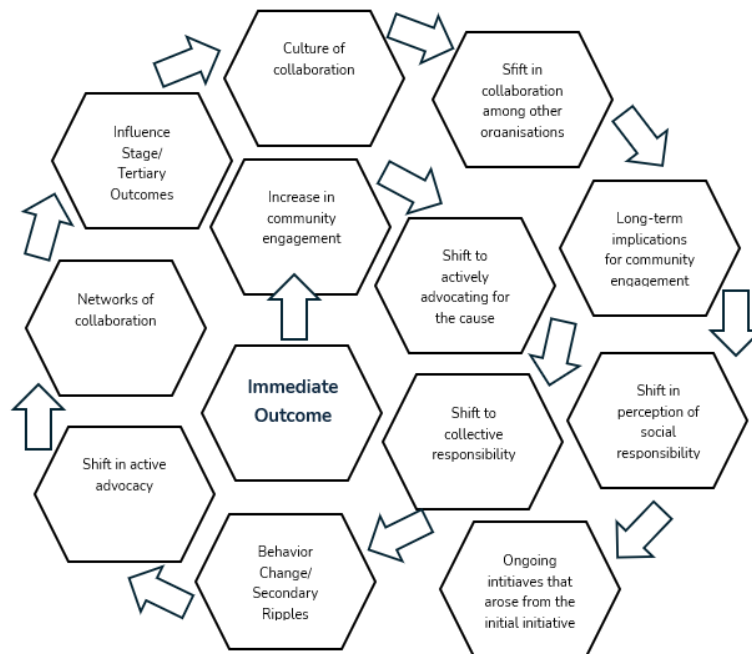 Culture of
collaboration
Sfift in
collaboration
among other
organisations
Influence
Stage/
Tertiary
Outcomes
Increase in
community
engagement
Long-term
implications
for community
engagement
Shift to
actively
advocating for
the cause
Networks of
collaboration
Immediate
Outcome
Shift to
collective
responsibility
Shift in
perception of
social
responsibility
Shift in active
advocacy
Behavior
Change/
Secondary
Ripples
Ongoing
intitiaves that
arose from the
initial initiative